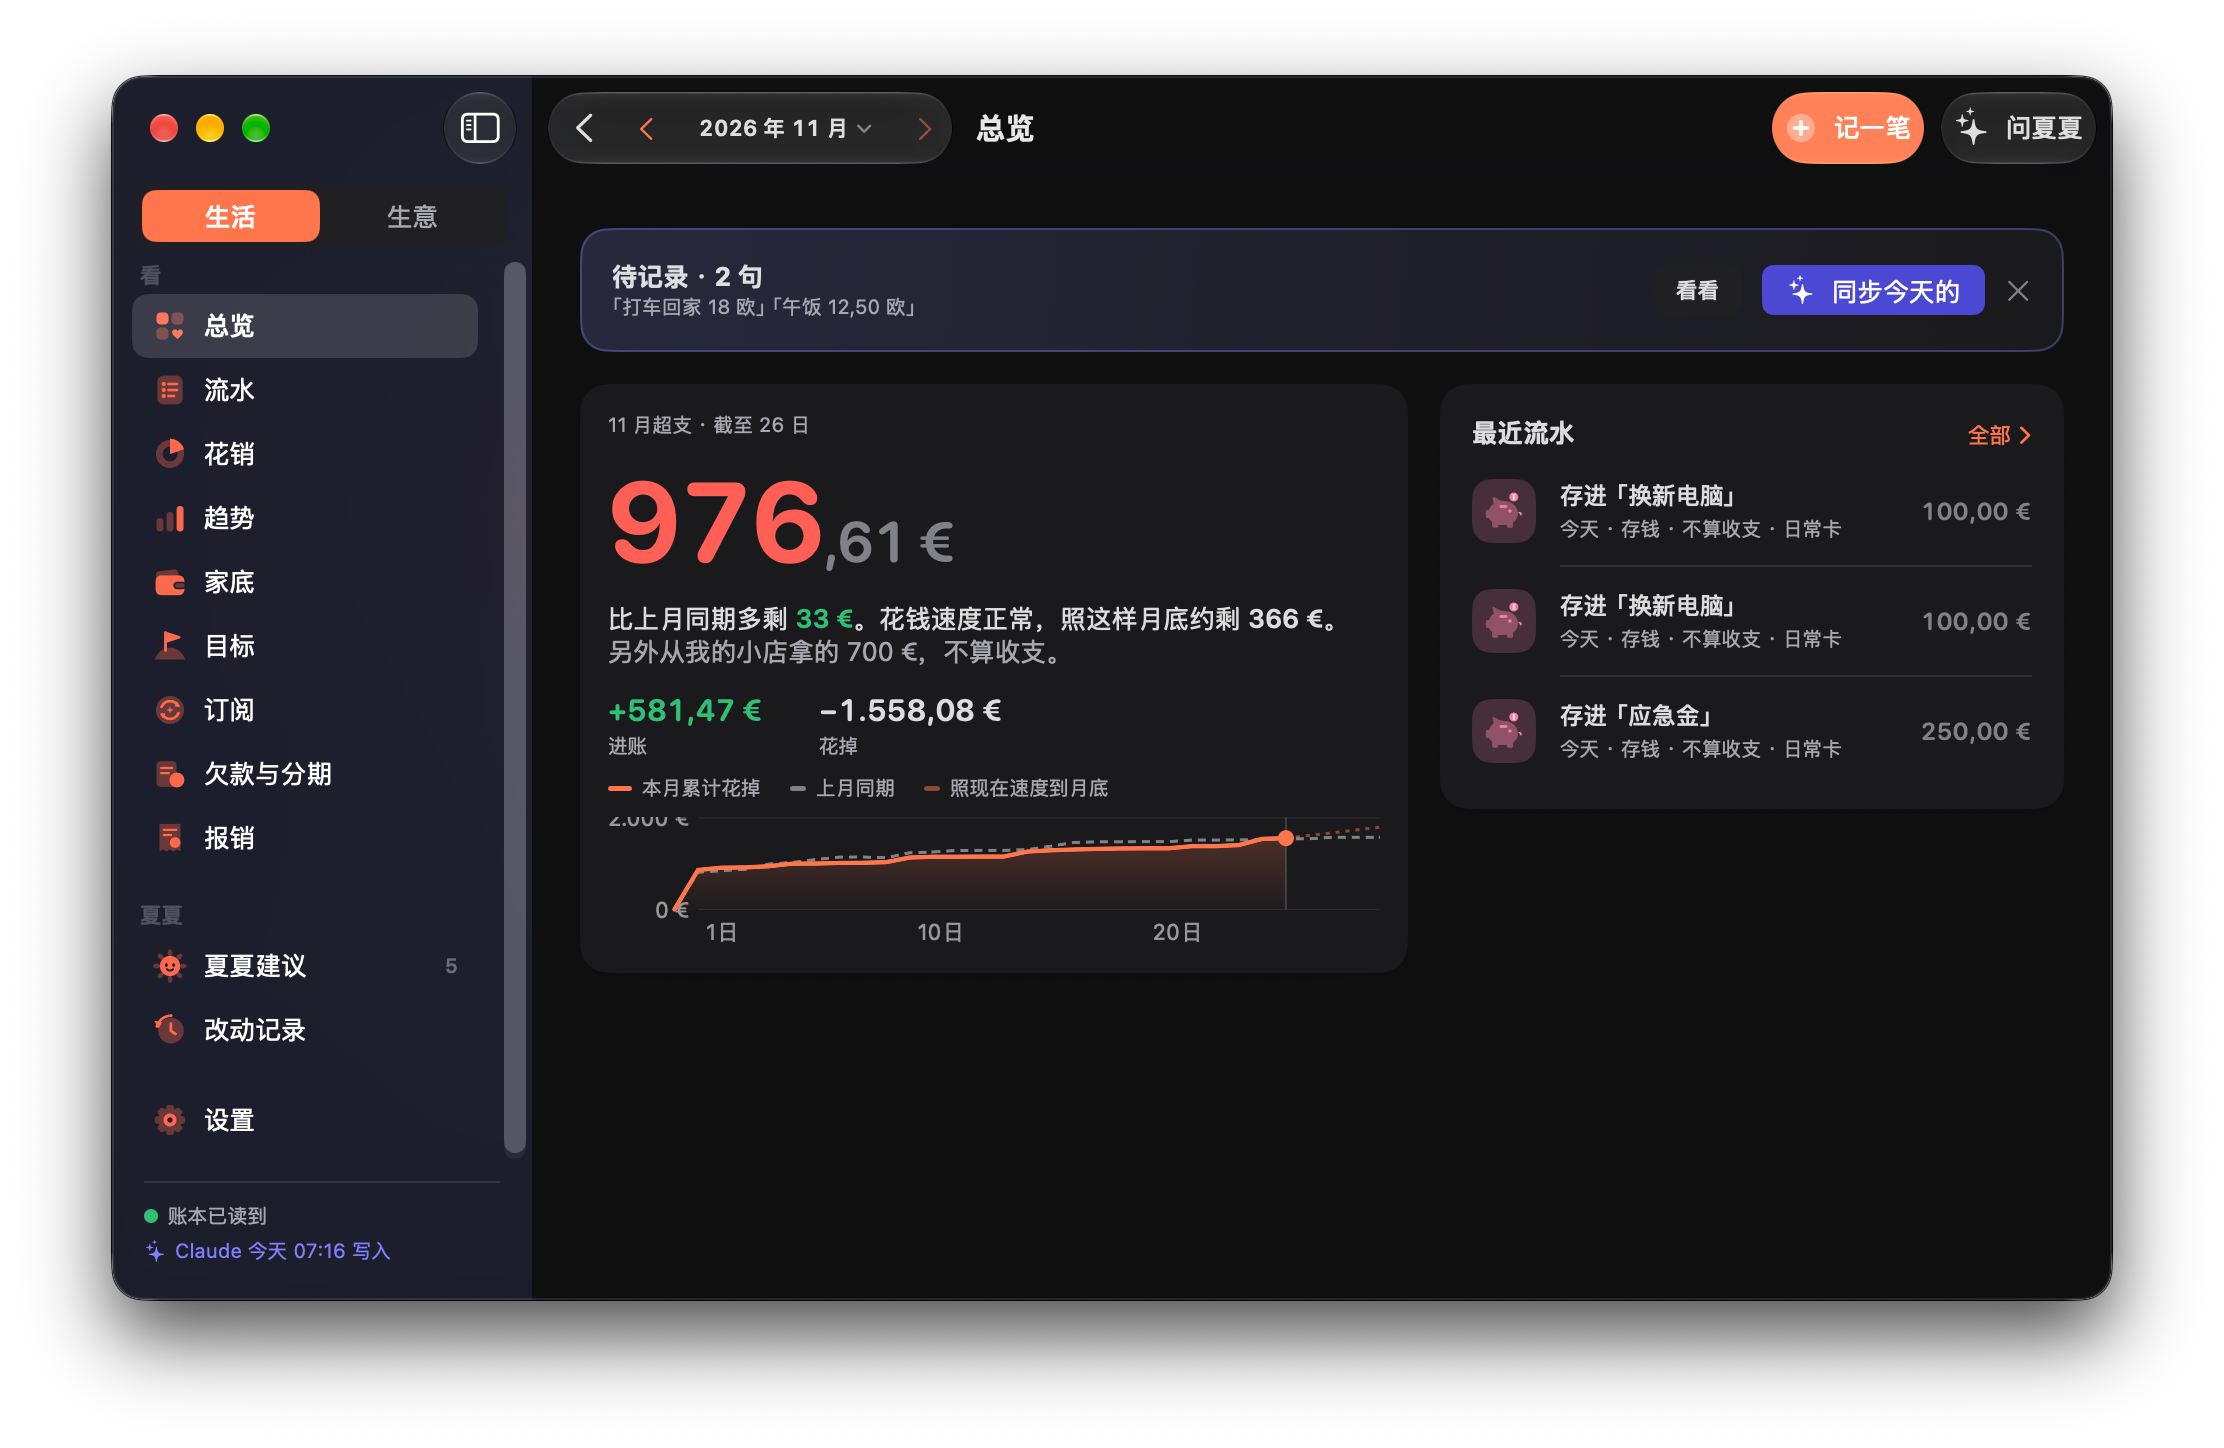 2026 年 11 月
总览
记一笔
问夏夏
生活
生意
看
总览
流水
花销
趋势
家底
目标
订阅
欠款与分期
报销
夏夏
夏夏建议 5
改动记录
设置
账本已读到
Claude 今天 07:16 写入
待记录 · 2 句
「打车回家 18 欧」「午饭 12,50 欧」
看看
同步今天的
11 月超支 · 截至 26 日
976,61 €
比上月同期多剩 33 €。花钱速度正常，照这样月底约剩 366 €。
另外从我的小店拿的 700 €，不算收支。
+581,47 €
进账
−1.558,08 €
花掉
本月累计花掉
上月同期
照现在速度到月底
2.000 €
0 €
1日
10日
20日
最近流水
全部
存进「换新电脑」
今天 · 存钱 · 不算收支 · 日常卡
100,00 €
存进「换新电脑」
今天 · 存钱 · 不算收支 · 日常卡
100,00 €
存进「应急金」
今天 · 存钱 · 不算收支 · 日常卡
250,00 €